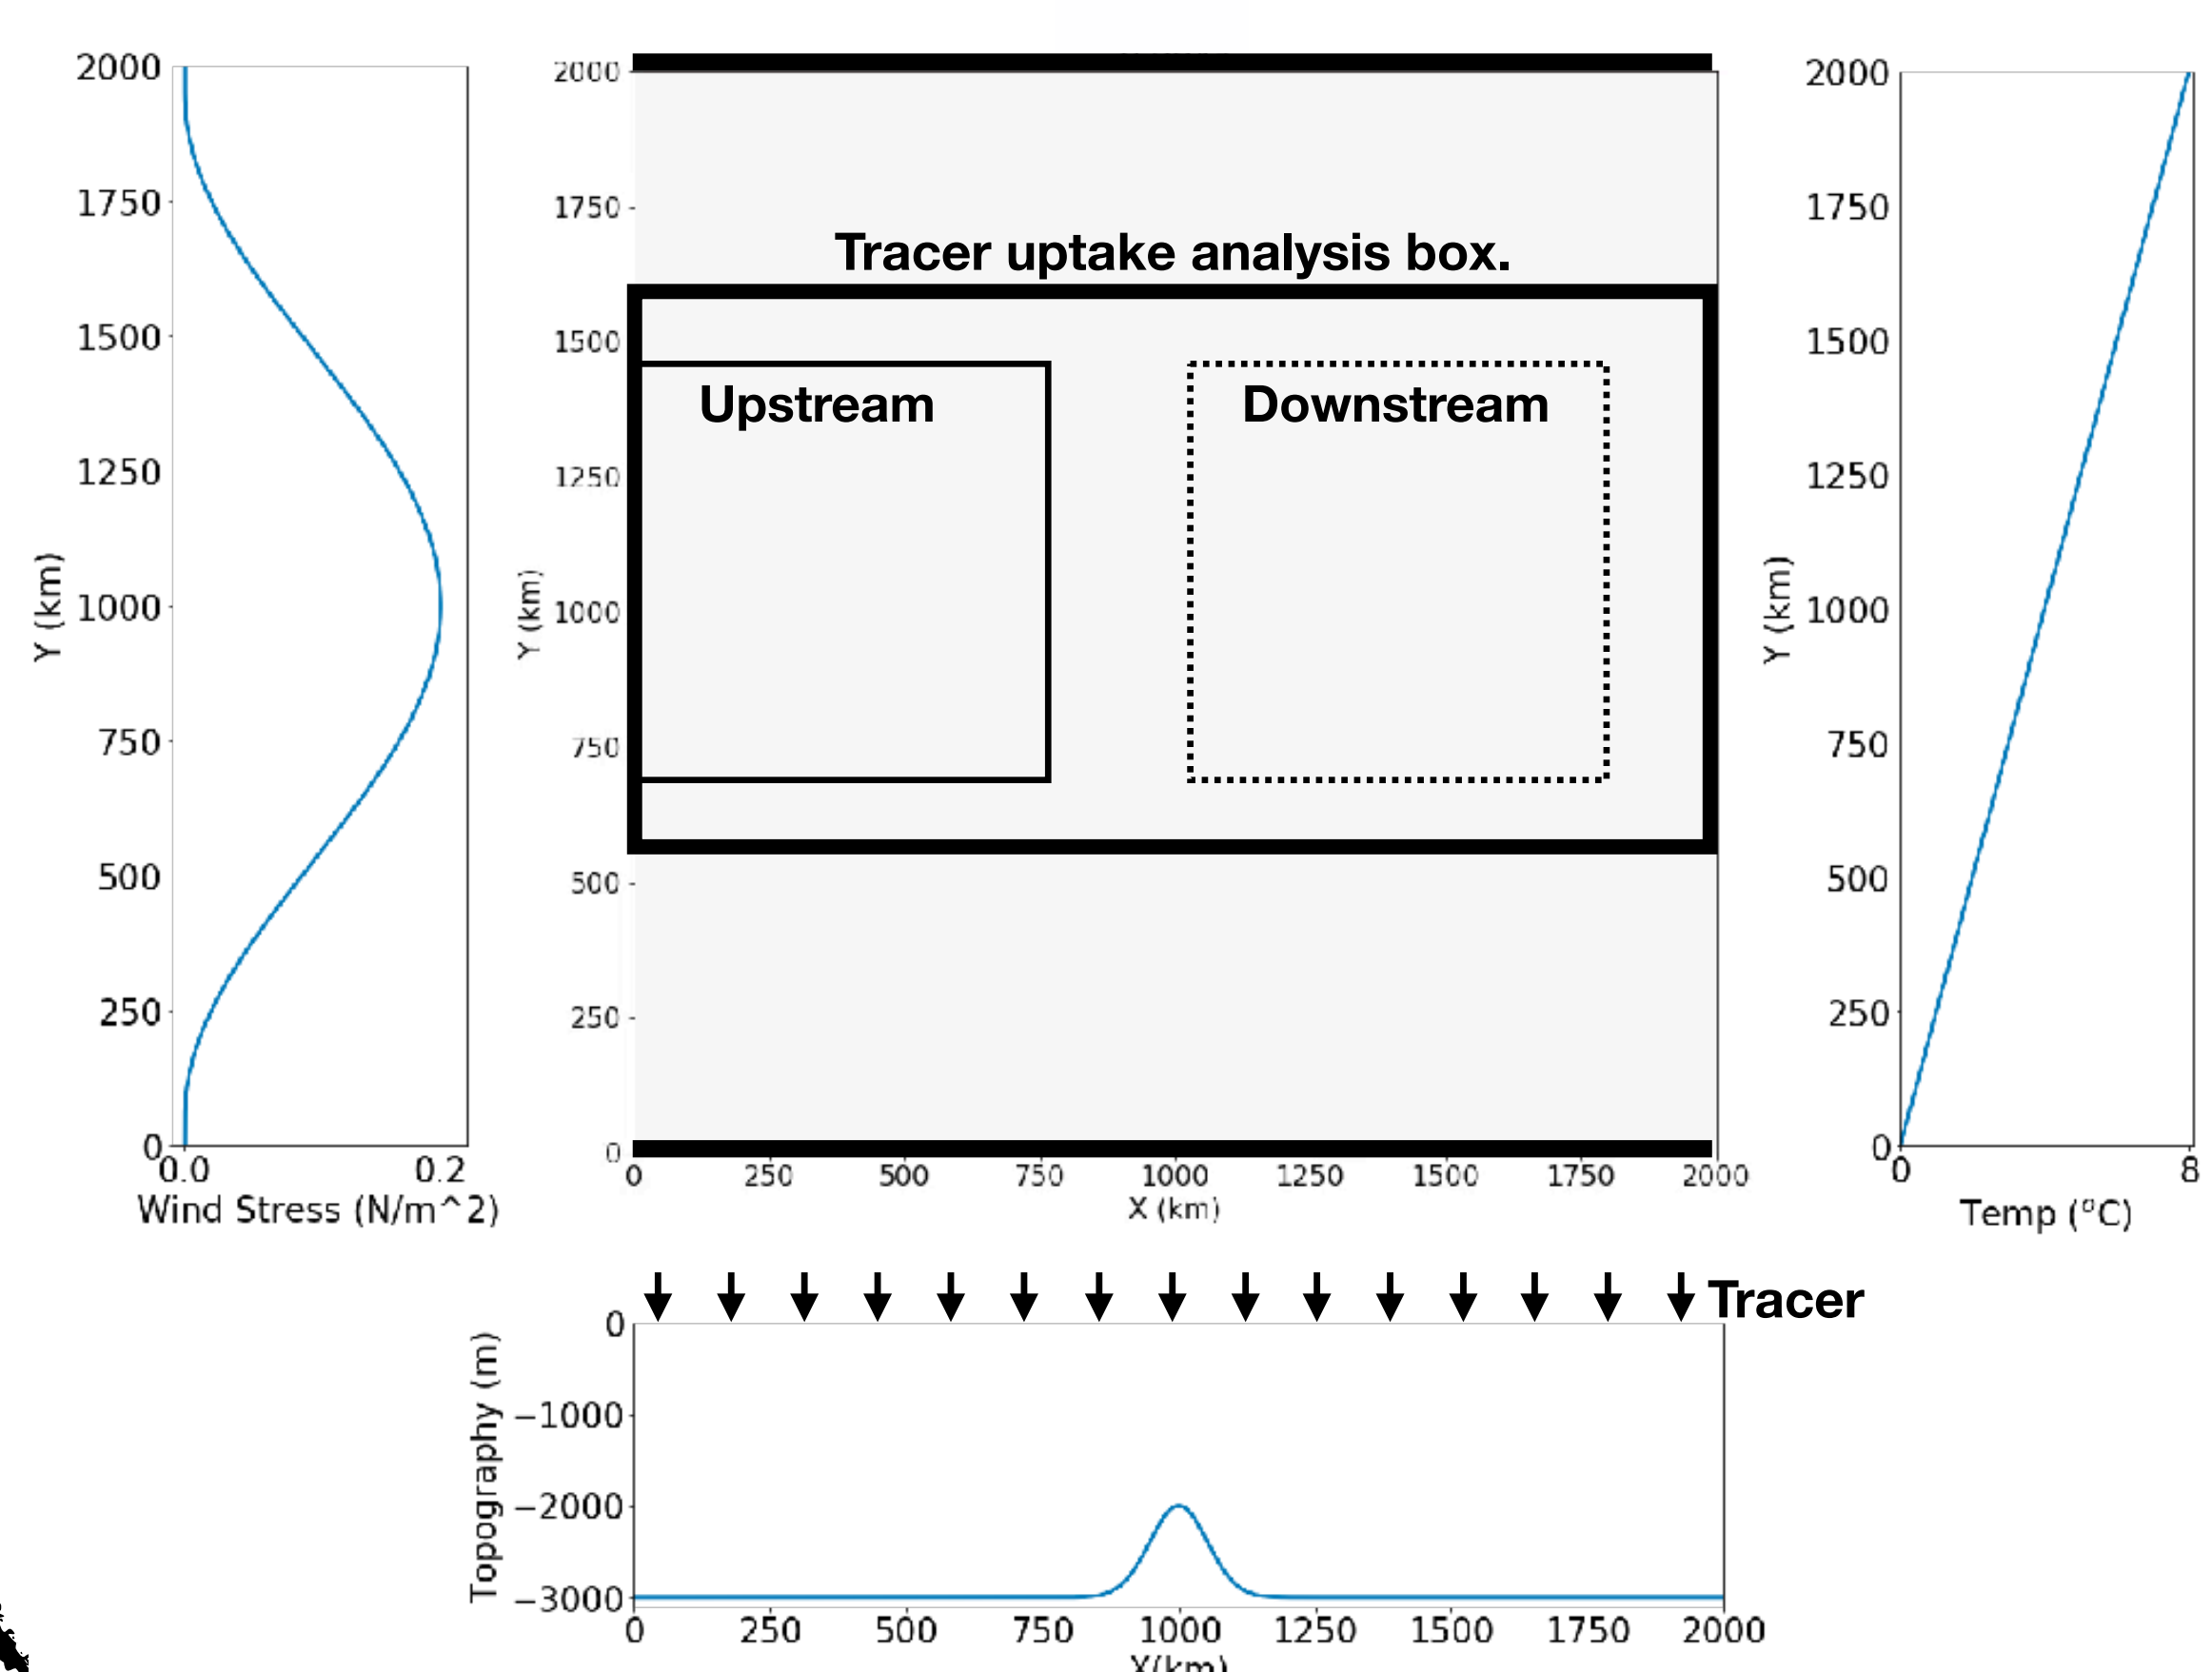 2000
1750
1500
1250
1000
750
500
250
0
Y (km)
0.0 0.2
Wind Stress (N/m^2)
2000
1750
1500
1250
1000
750
500
250
0
Y (km)
Tracer uptake analysis box.
Upstream Downstream
0 250 500 750 1000 1250 1500 1750 2000
X (km)
2000
1750
1500
1250
1000
750
500
250
0
Y (km)
0 8
Temp (°C)
Tracer
0
−1000
−2000
−3000
Topography (m)
0 250 500 750 1000 1250 1500 1750 2000
X(km)